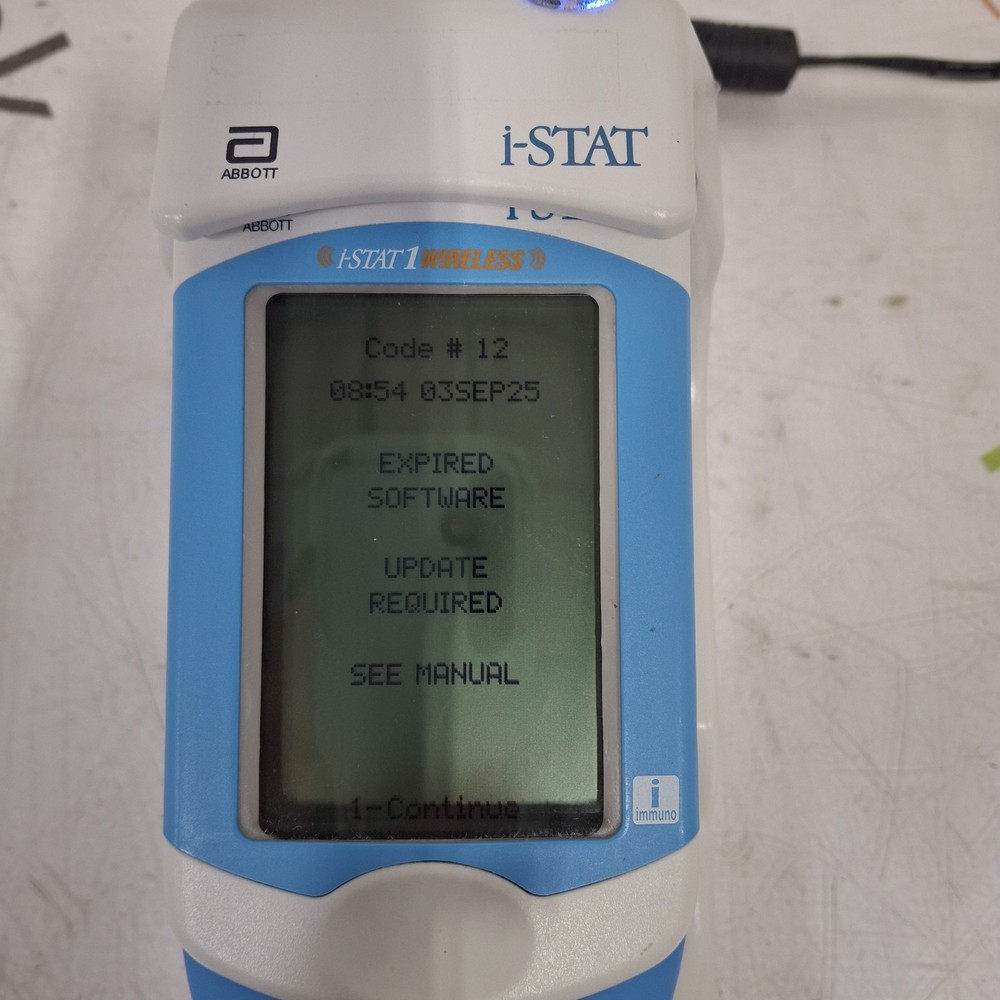 ABBOTT
i-STAT
ABBOTT
i-STAT 1 WIRELESS
Code # 12
08:54 03SEP25
EXPIRED
SOFTWARE
UPDATE
REQUIRED
SEE MANUAL
1-Continue
i
immuno